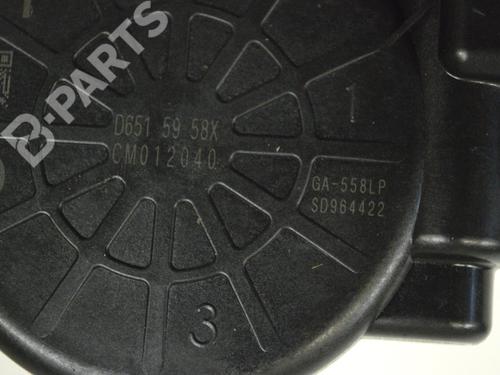 B-PARTS
1
D651 59 58X
CM012040
GA-558LP
SD964422
3